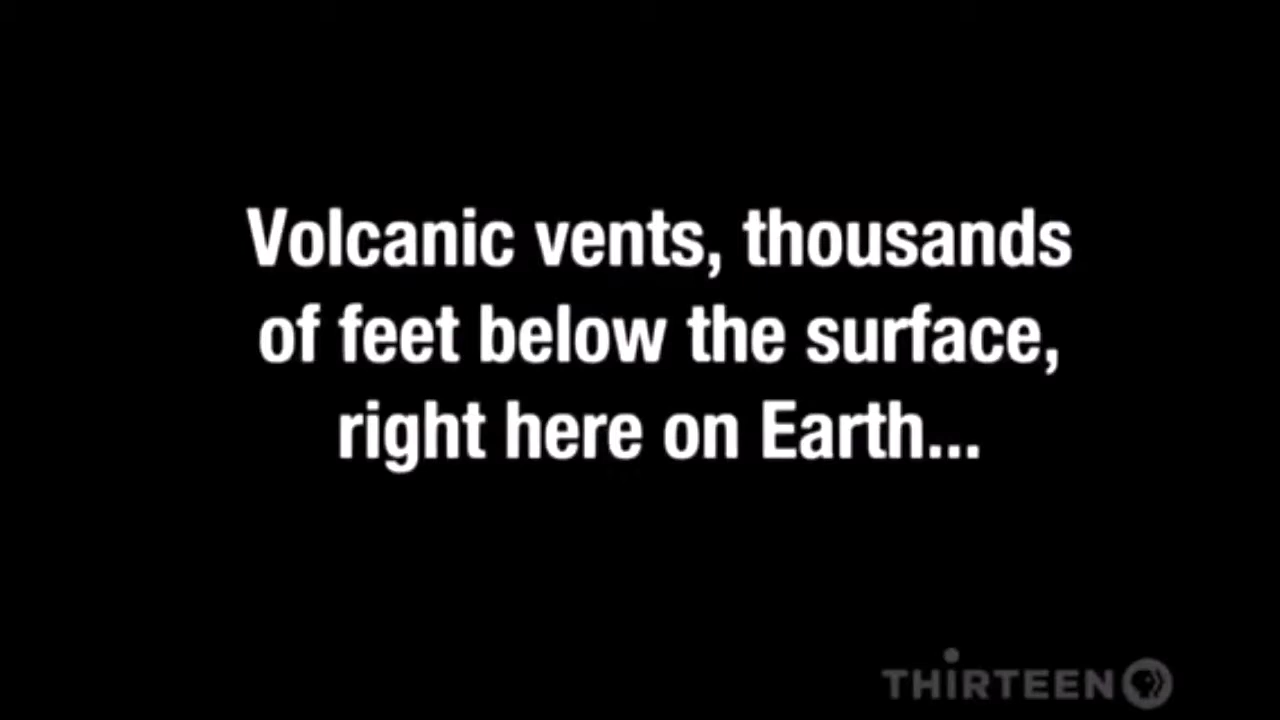 Volcanic vents, thousands
of feet below the surface,
right here on Earth...
THIRTEEN